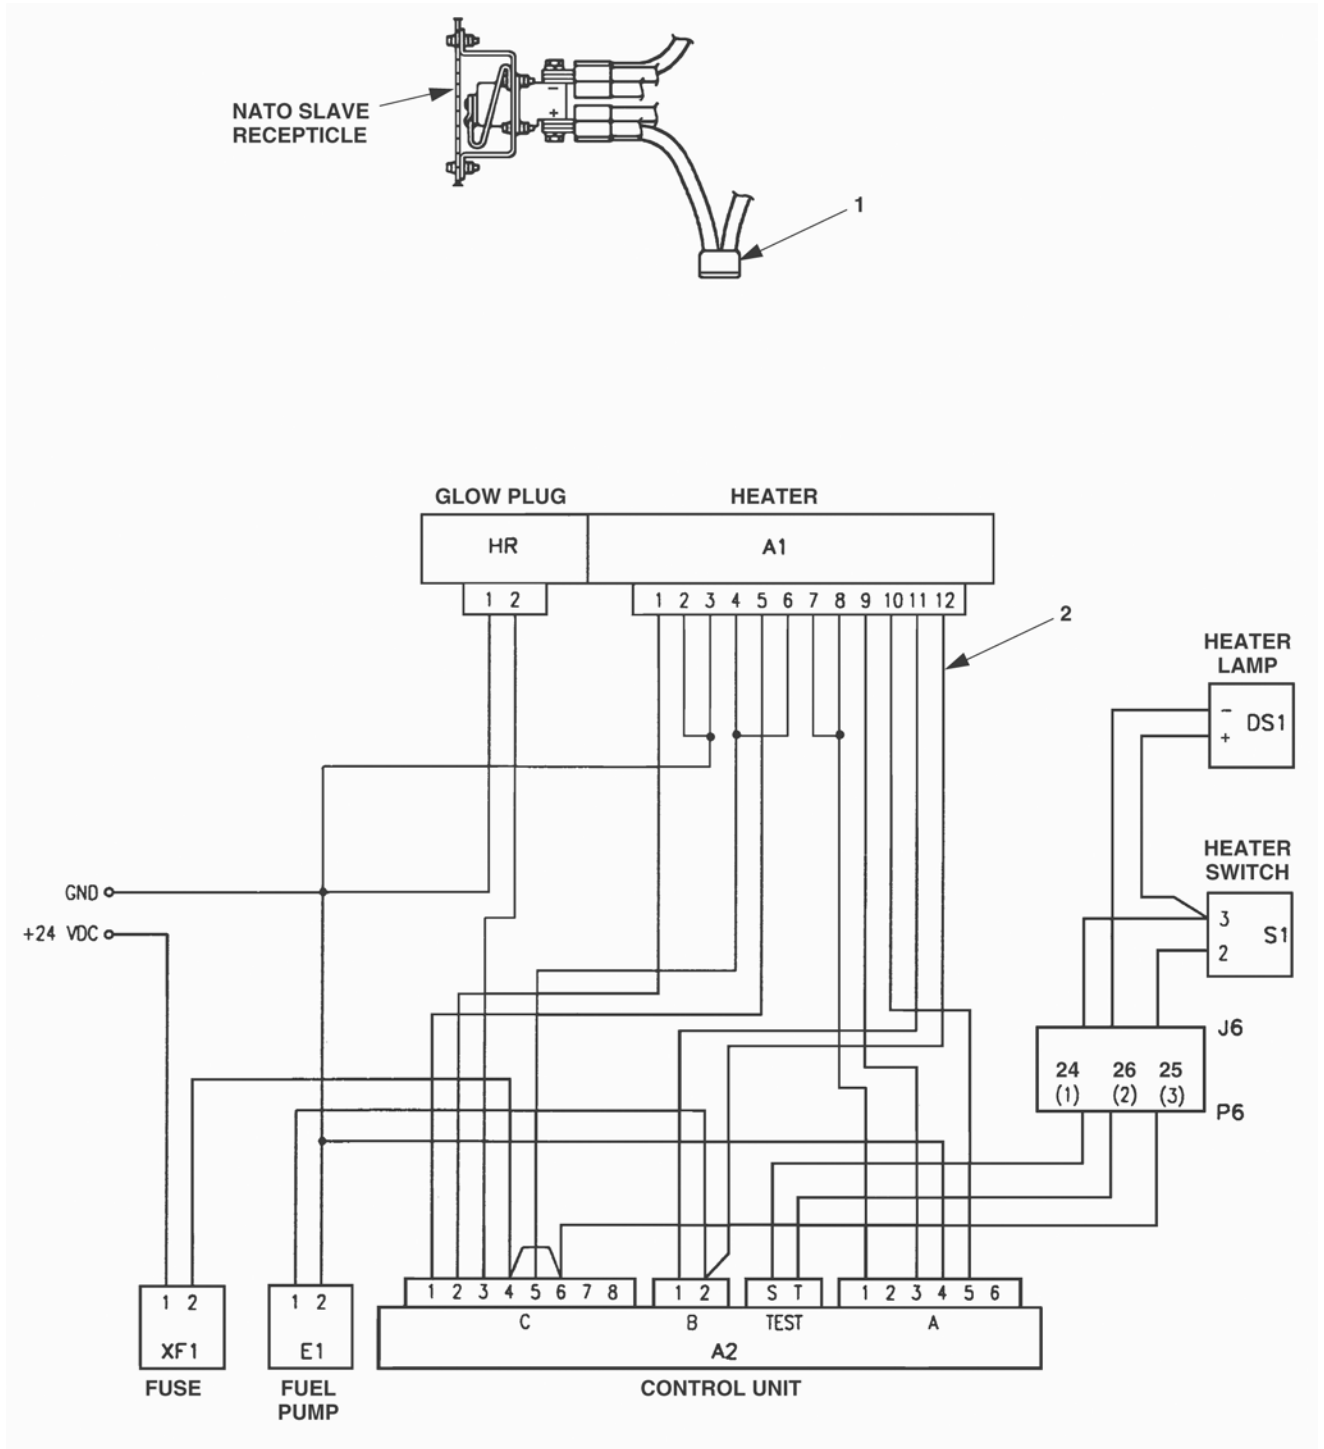 NATO SLAVE
RECEPTICLE
−
+
1
GLOW PLUG
HEATER
HR
A1
1 2
1 2 3 4 5 6 7 8 9 10 11 12
2
HEATER
LAMP
−
DS1
+
HEATER
SWITCH
3
S1
2
GND
+24 VDC
J6
24 26 25
(1) (2) (3)
P6
1 2
XF1
FUSE
1 2
E1
FUEL
PUMP
1 2 3 4 5 6 7 8
C
1 2
B
S T
TEST
1 2 3 4 5 6
A
A2
CONTROL UNIT